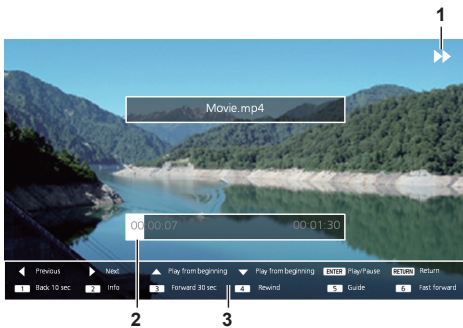 1
Movie.mp4
00:00:07 00:01:30
Previous Next Play from beginning Play from beginning ENTER Play/Pause RETURN Return
1 Back 10 sec 2 Info 3 Forward 30 sec 4 Rewind 5 Guide 6 Fast forward
2 3